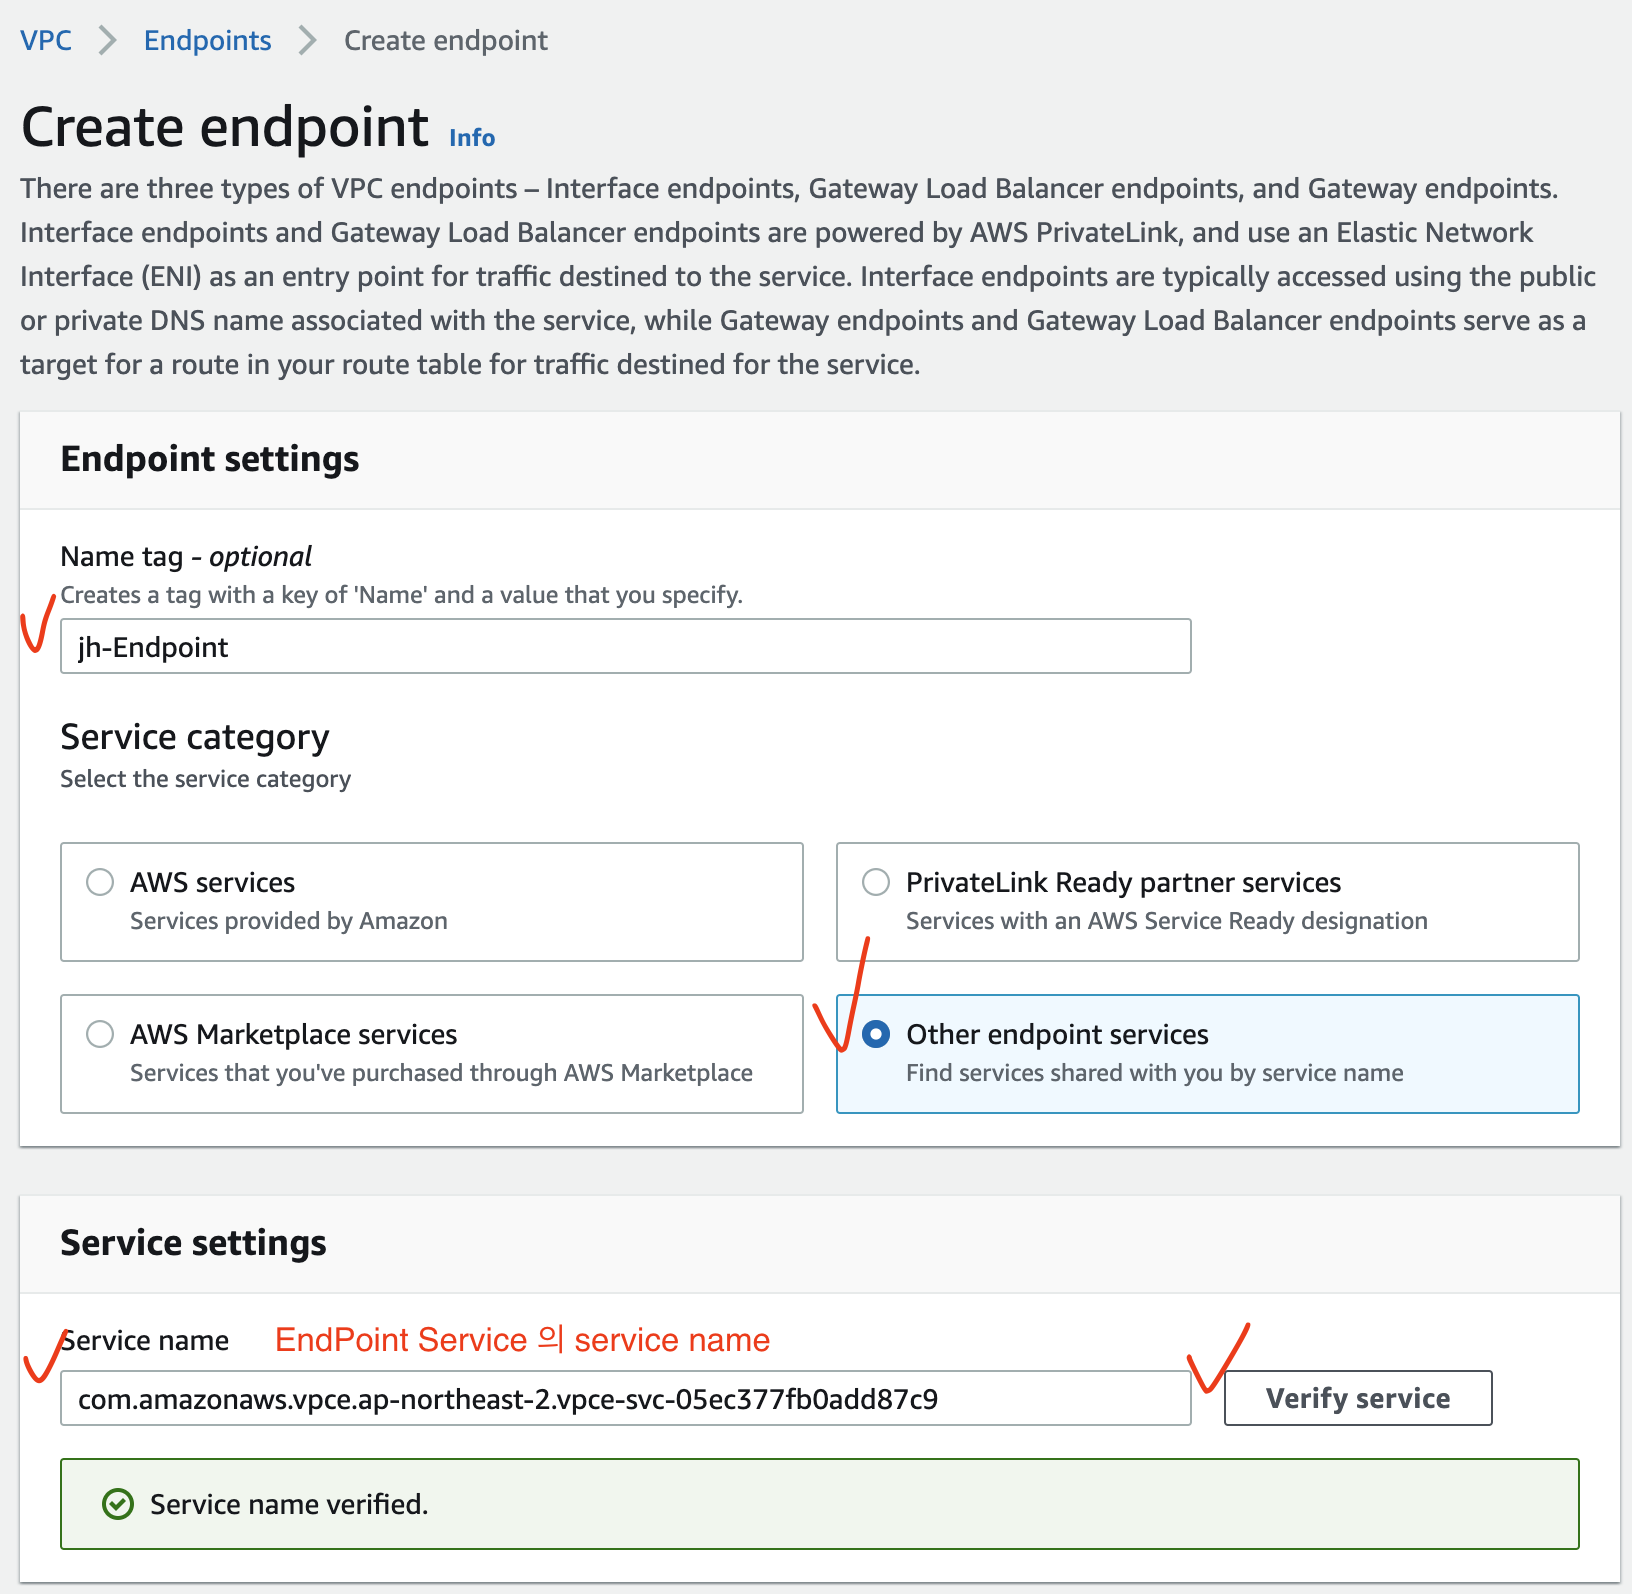 VPC > Endpoints > Create endpoint
Create endpoint Info
There are three types of VPC endpoints – Interface endpoints, Gateway Load Balancer endpoints, and Gateway endpoints.
Interface endpoints and Gateway Load Balancer endpoints are powered by AWS PrivateLink, and use an Elastic Network
Interface (ENI) as an entry point for traffic destined to the service. Interface endpoints are typically accessed using the public
or private DNS name associated with the service, while Gateway endpoints and Gateway Load Balancer endpoints serve as a
target for a route in your route table for traffic destined for the service.
Endpoint settings
Name tag - optional
Creates a tag with a key of 'Name' and a value that you specify.
jh-Endpoint
Service category
Select the service category
AWS services
Services provided by Amazon
PrivateLink Ready partner services
Services with an AWS Service Ready designation
AWS Marketplace services
Services that you've purchased through AWS Marketplace
Other endpoint services
Find services shared with you by service name
Service settings
Service name EndPoint Service 의 service name
com.amazonaws.vpce.ap-northeast-2.vpce-svc-05ec377fb0add87c9
Verify service
Service name verified.